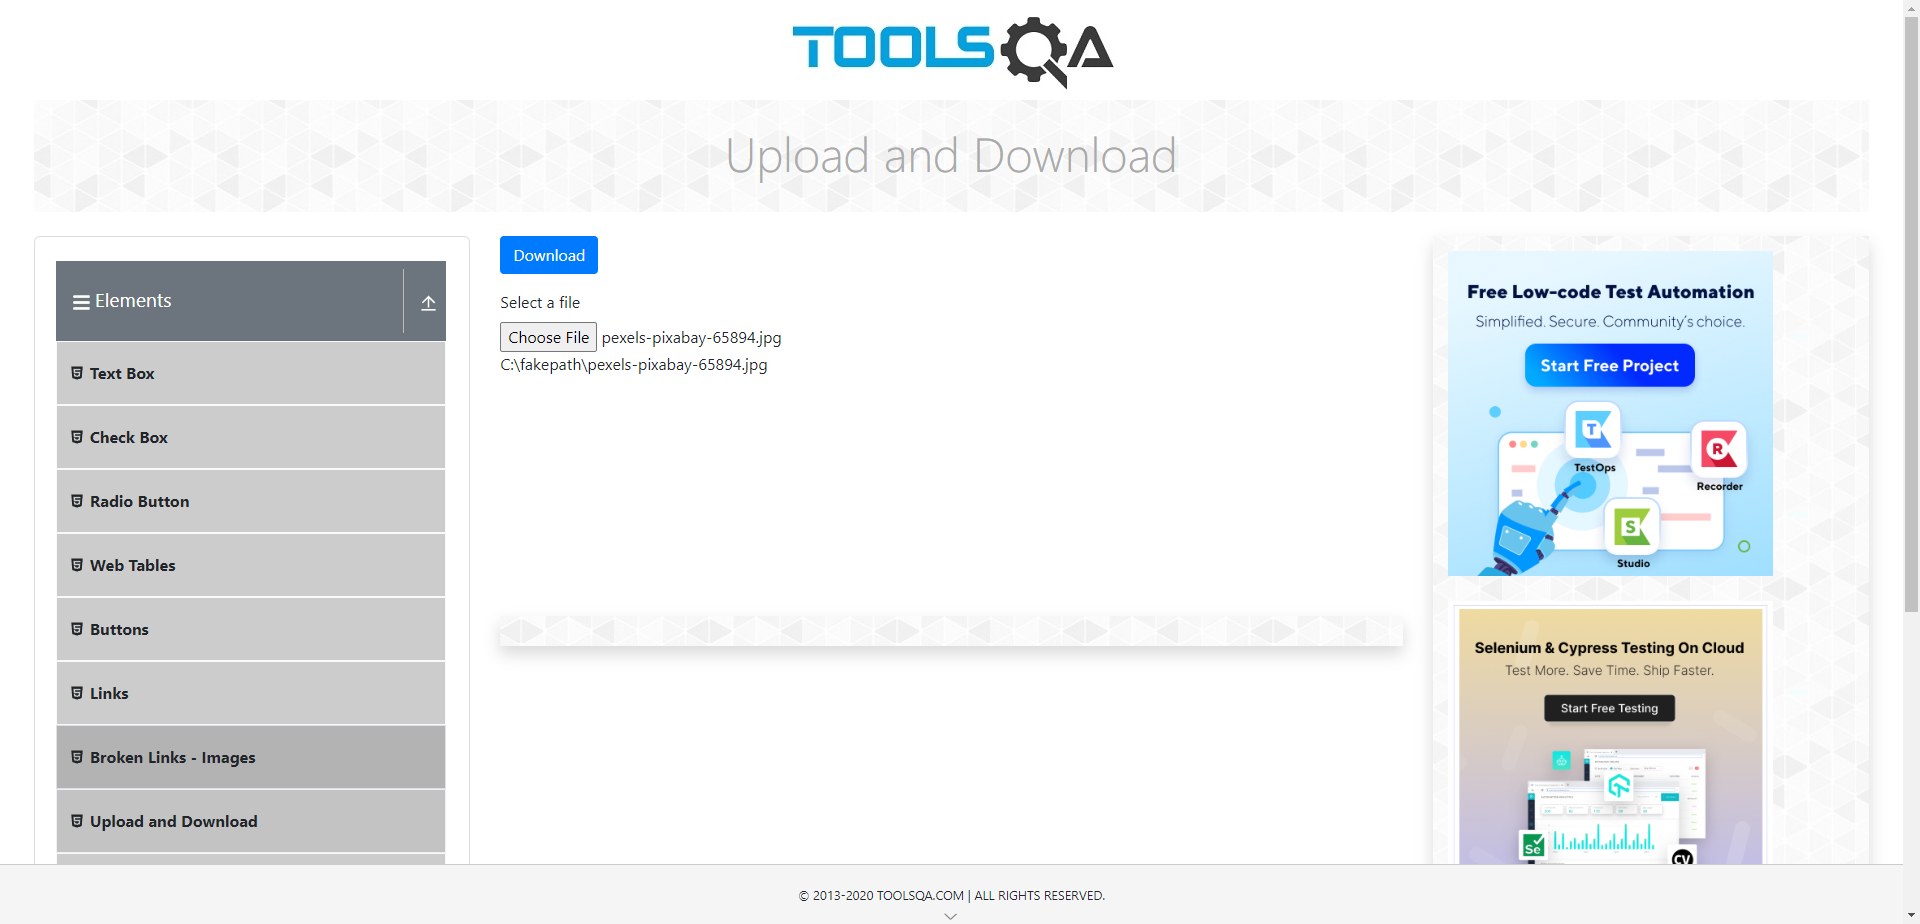 TOOLSQA
Upload and Download
Elements
Text Box
Check Box
Radio Button
Web Tables
Buttons
Links
Broken Links - Images
Upload and Download
Download
Select a file
Choose File pexels-pixabay-65894.jpg
C:\fakepath\pexels-pixabay-65894.jpg
Free Low-code Test Automation
Simplified. Secure. Community's choice.
Start Free Project
T
TestOps
R
Recorder
S
Studio
Selenium & Cypress Testing On Cloud
Test More. Save Time. Ship Faster.
Start Free Testing
Se
CV
© 2013-2020 TOOLSQA.COM | ALL RIGHTS RESERVED.